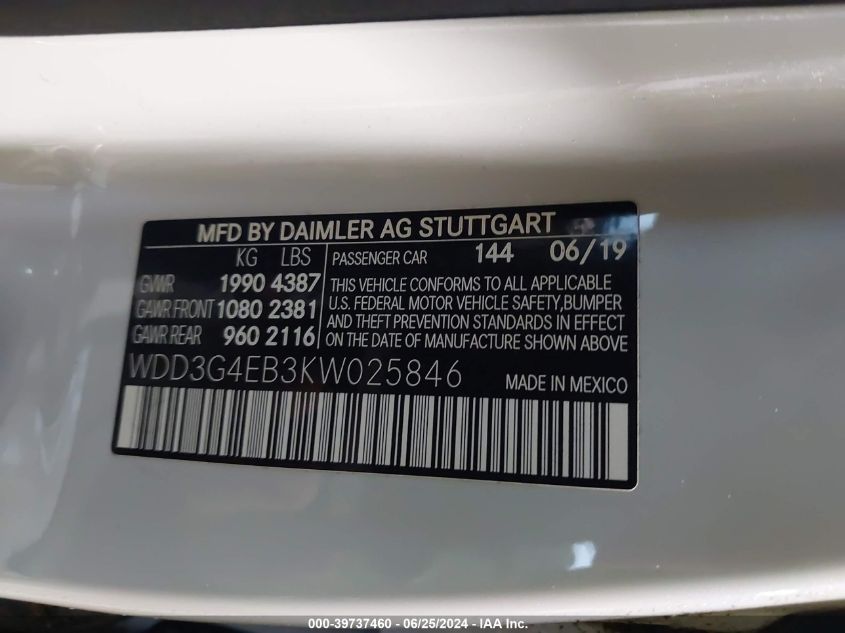 MFD BY DAIMLER AG STUTTGART
KG LBS
GVWR 1990 4387
GAWR FRONT 1080 2381
GAWR REAR 960 2116
PASSENGER CAR 144 06/19
THIS VEHICLE CONFORMS TO ALL APPLICABLE
U.S. FEDERAL MOTOR VEHICLE SAFETY,BUMPER
AND THEFT PREVENTION STANDARDS IN EFFECT
ON THE DATE OF MANUFACTURE SHOWN ABOVE
WDD3G4EB3KW025846 MADE IN MEXICO
000-39737460 - 06/25/2024 - IAA Inc.